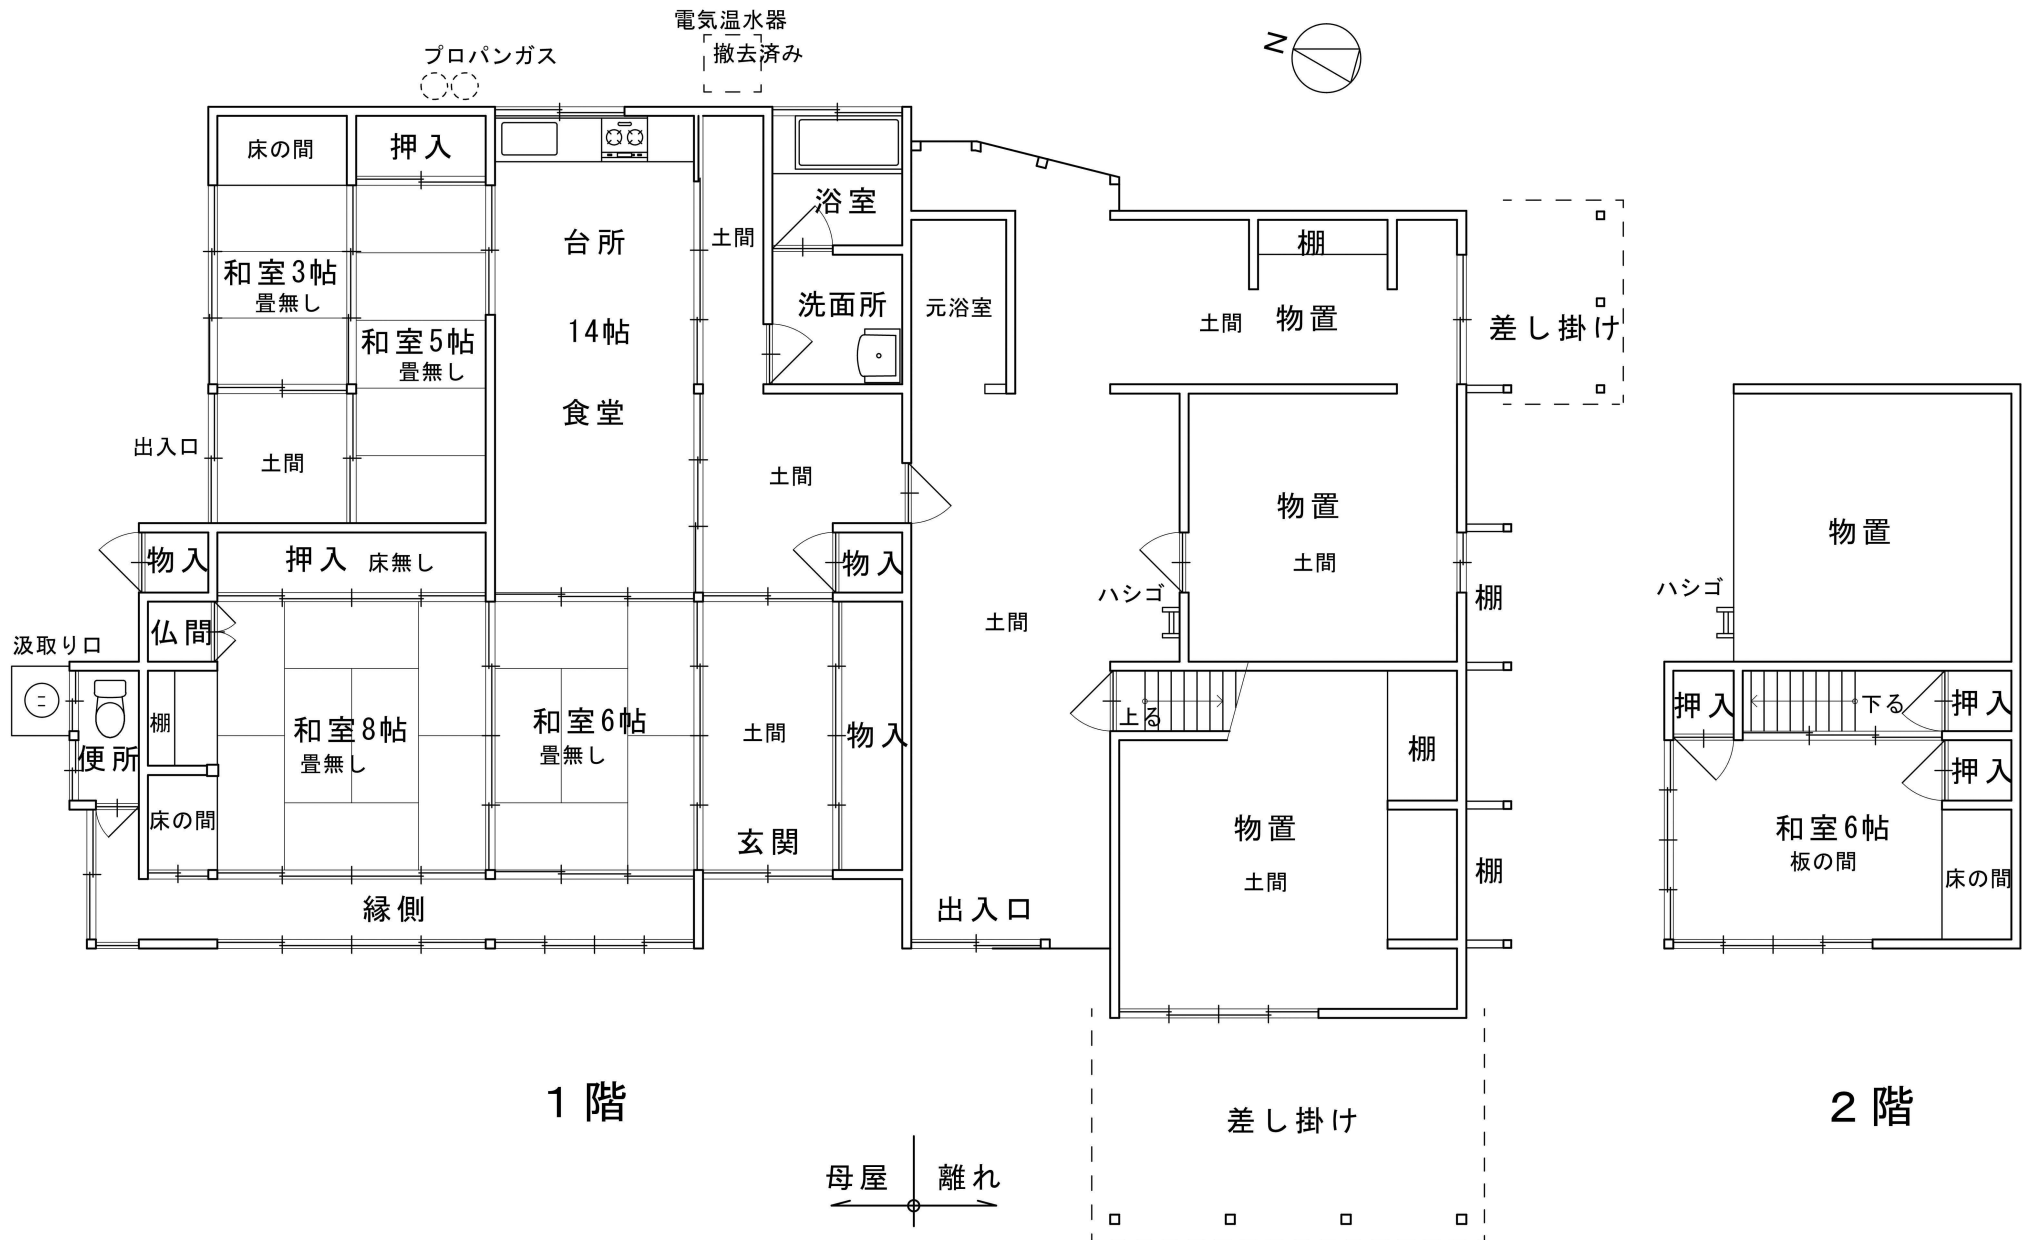 電気温水器
撤去済み
プロパンガス
N
床の間
押入
浴室
台所
土間
棚
和室3帖
畳無し
洗面所
元浴室
土間
物置
差し掛け
14帖
和室5帖
畳無し
食堂
出入口
土間
土間
物置
土間
物入
押入
床無し
物入
ハシゴ
棚
土間
仏間
汲取り口
棚
便所
和室8帖
畳無し
和室6帖
畳無し
土間
物入
上る
棚
床の間
玄関
物置
土間
棚
縁側
出入口
物置
ハシゴ
押入
下る
押入
押入
和室6帖
板の間
床の間
1階
差し掛け
2階
母屋
離れ